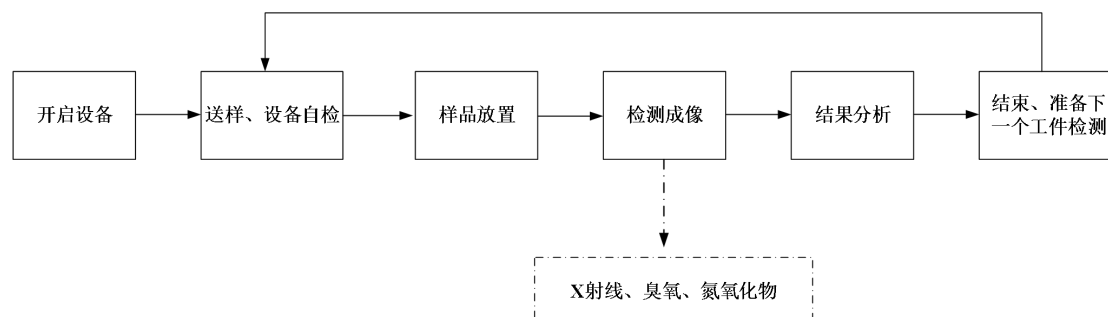 开启设备
送样、设备自检
样品放置
检测成像
结果分析
结束、准备下
一个工件检测
X射线、臭氧、氮氧化物